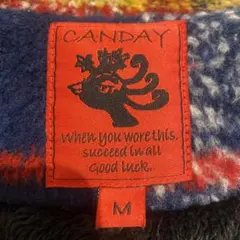 CANDAY
When you wore this,
succeed in all
Good luck.
M